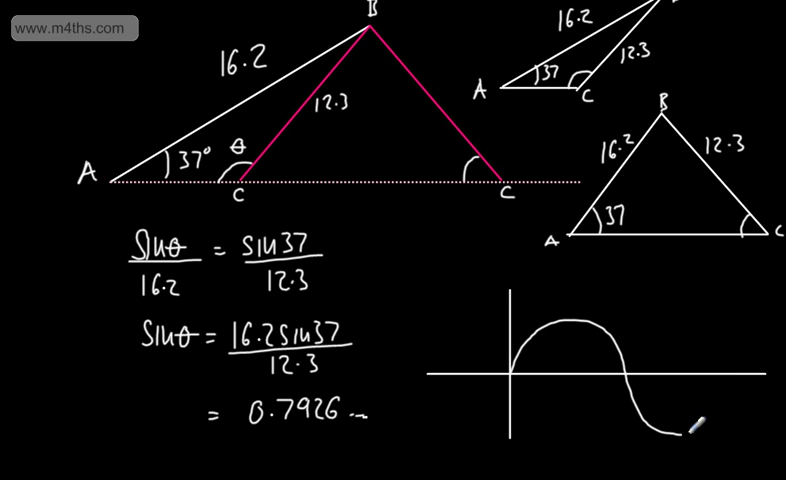 www.m4ths.com
B
16.2
12.3
A
37°
θ
C
C
16.2
12.3
A
37
C
B
16.2
12.3
A
37
C
Sinθ = sin37
16.2 12.3
Sinθ = 16.2sin37
12.3
= 0.7926...